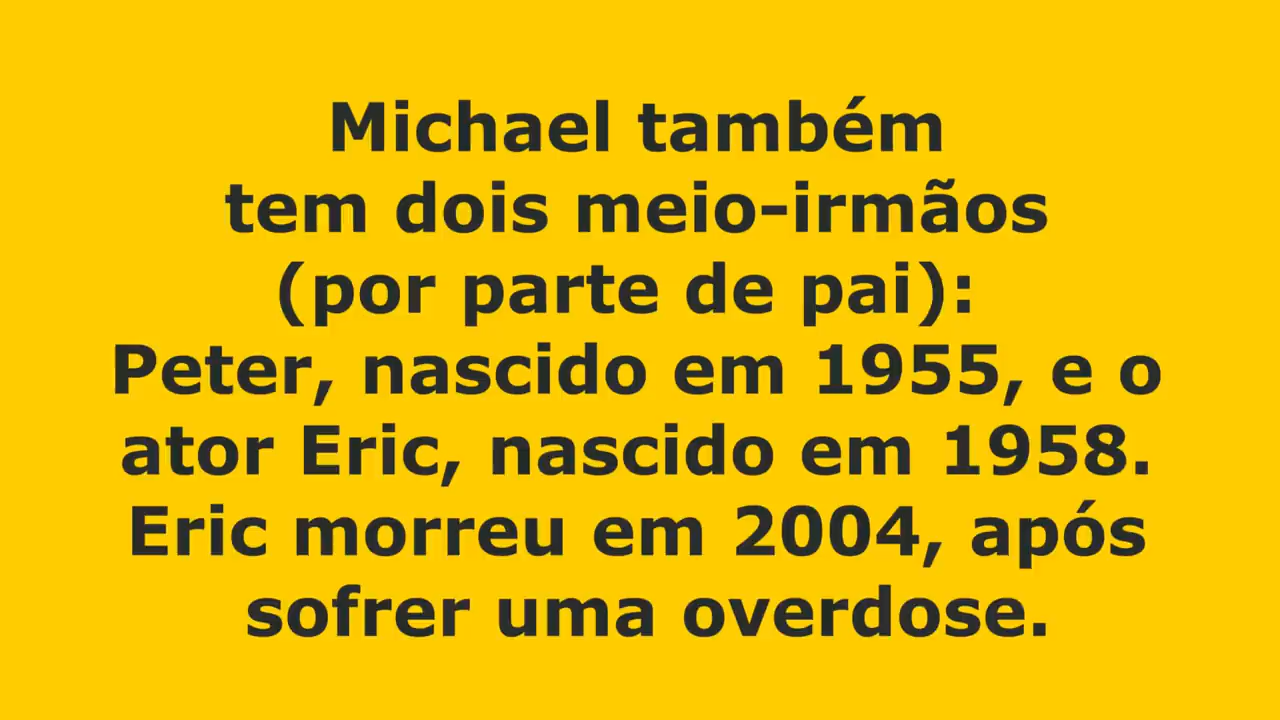 Michael também
tem dois meio-irmãos
(por parte de pai):
Peter, nascido em 1955, e o
ator Eric, nascido em 1958.
Eric morreu em 2004, após
sofrer uma overdose.